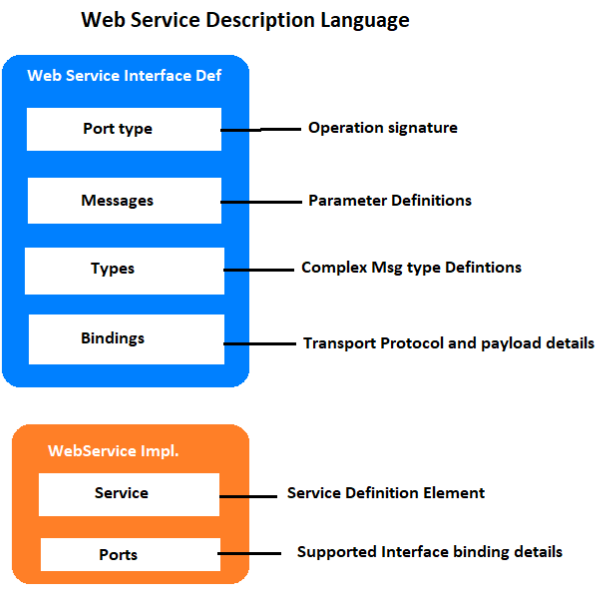 Web Service Description Language
Web Service Interface Def
Port type
Operation signature
Messages
Parameter Definitions
Types
Complex Msg type Defintions
Bindings
Transport Protocol and payload details
WebService Impl.
Service
Service Definition Element
Ports
Supported Interface binding details